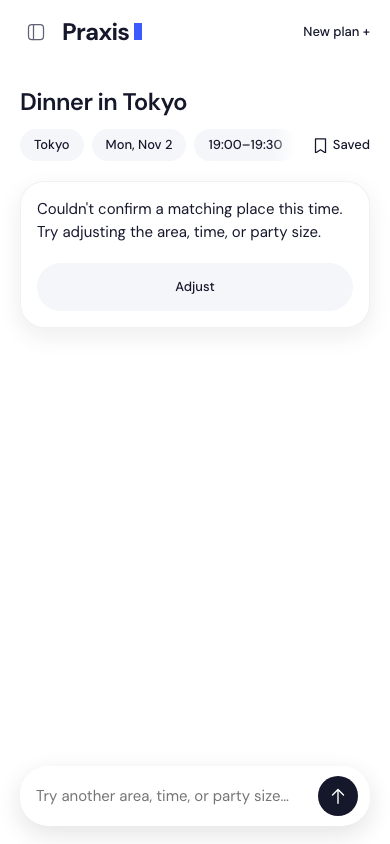 Praxis
New plan +
Dinner in Tokyo
Tokyo
Mon, Nov 2
19:00–19:30
Saved
Couldn't confirm a matching place this time.
Try adjusting the area, time, or party size.
Adjust
Try another area, time, or party size...